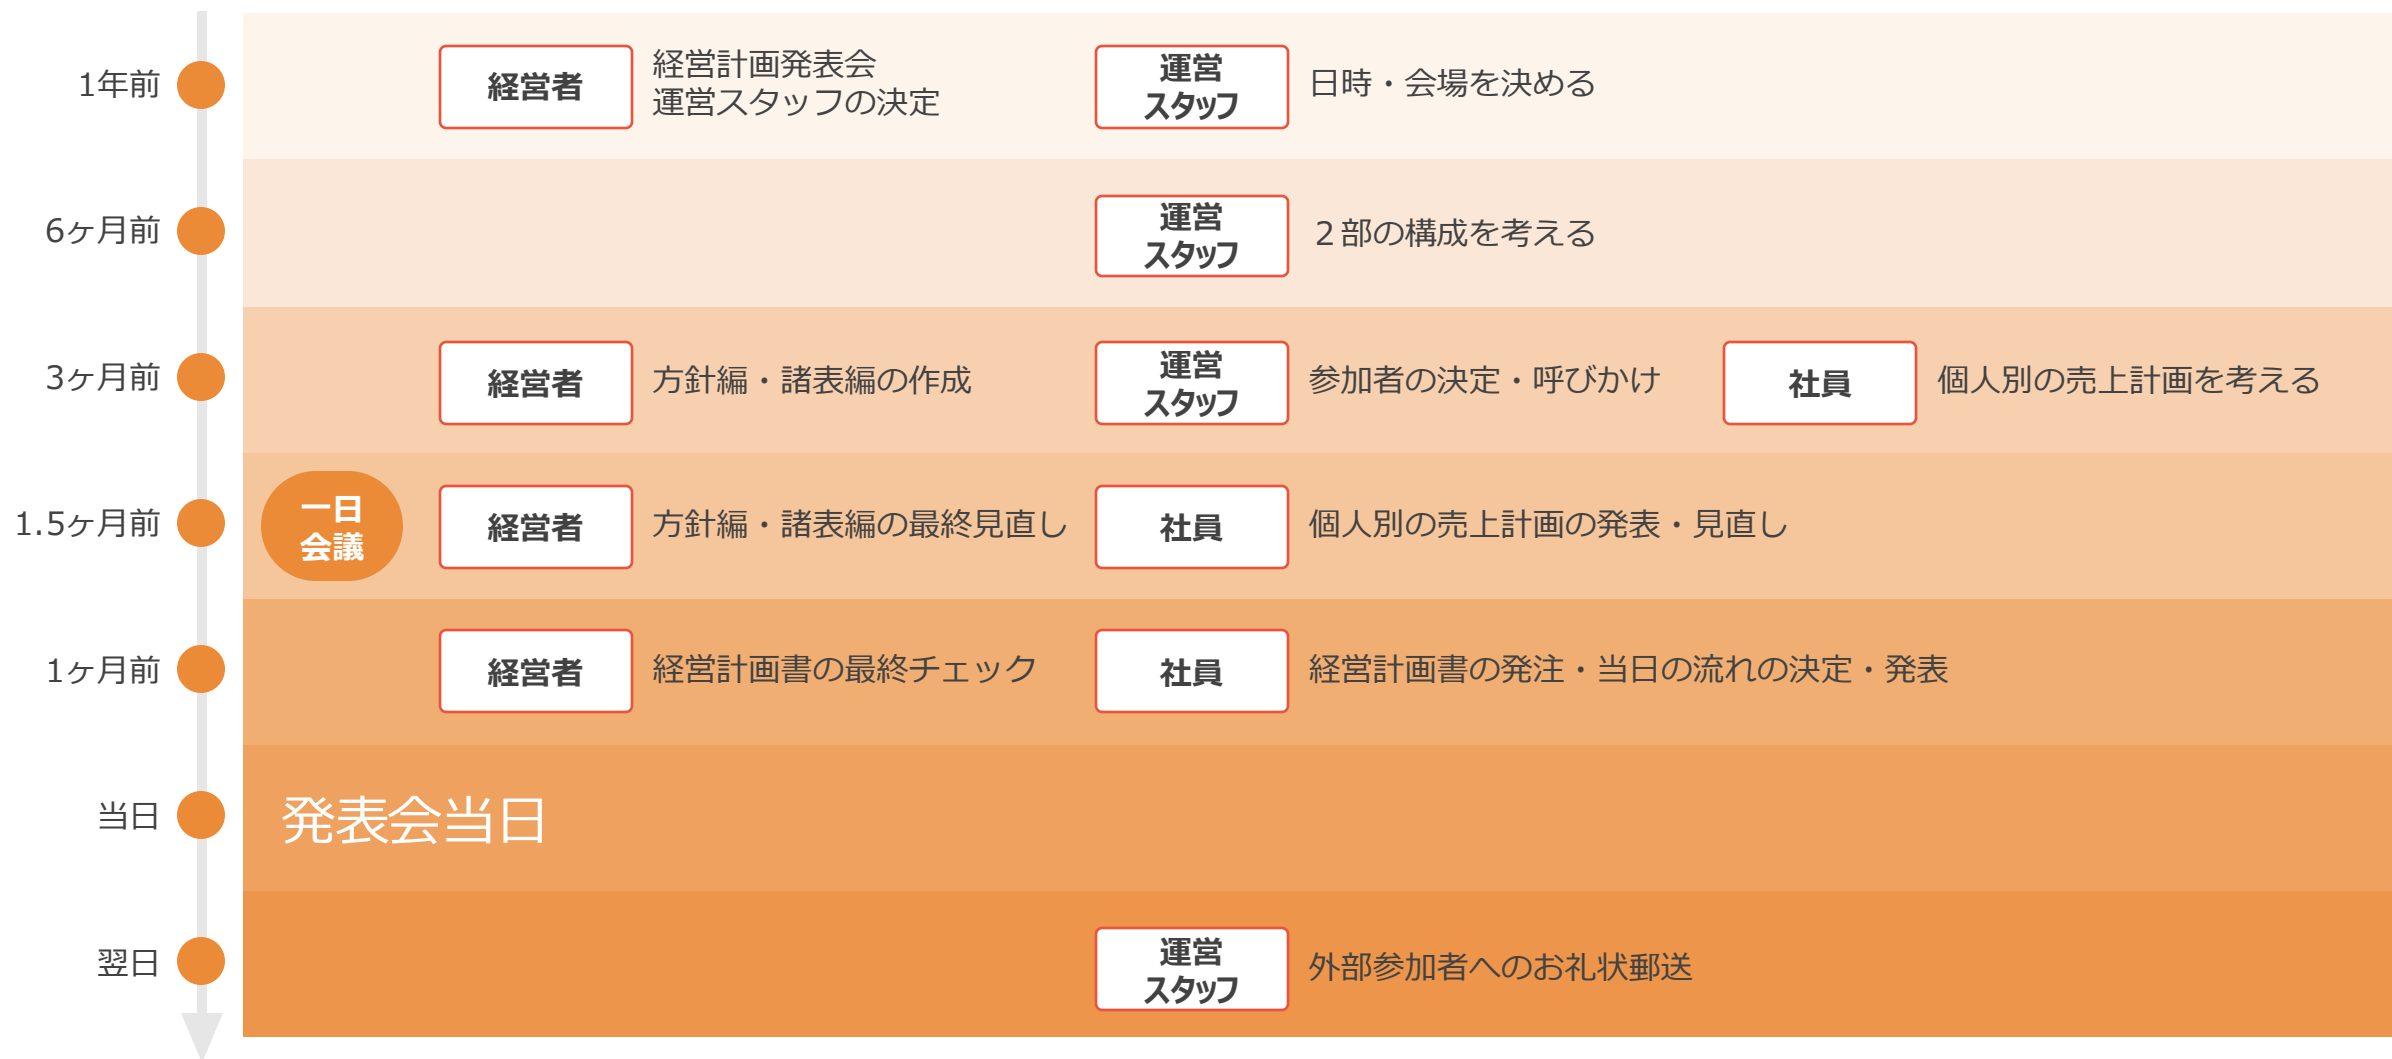 1年前
経営者
経営計画発表会
運営スタッフの決定
運営
スタッフ
日時・会場を決める
6ヶ月前
運営
スタッフ
２部の構成を考える
3ヶ月前
経営者
方針編・諸表編の作成
運営
スタッフ
参加者の決定・呼びかけ
社員
個人別の売上計画を考える
1.5ヶ月前
一日
会議
経営者
方針編・諸表編の最終見直し
社員
個人別の売上計画の発表・見直し
1ヶ月前
経営者
経営計画書の最終チェック
社員
経営計画書の発注・当日の流れの決定・発表
当日
発表会当日
翌日
運営
スタッフ
外部参加者へのお礼状郵送